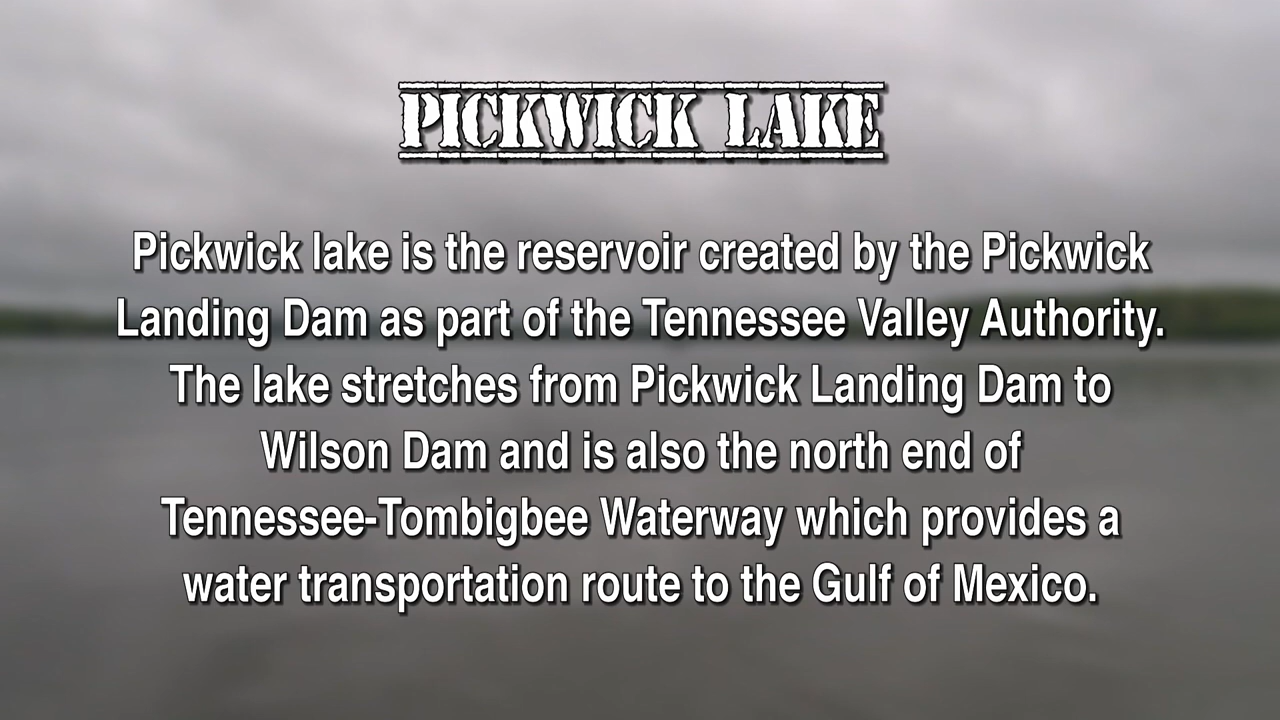 PICKWICK LAKE
Pickwick lake is the reservoir created by the Pickwick
Landing Dam as part of the Tennessee Valley Authority.
The lake stretches from Pickwick Landing Dam to
Wilson Dam and is also the north end of
Tennessee-Tombigbee Waterway which provides a
water transportation route to the Gulf of Mexico.